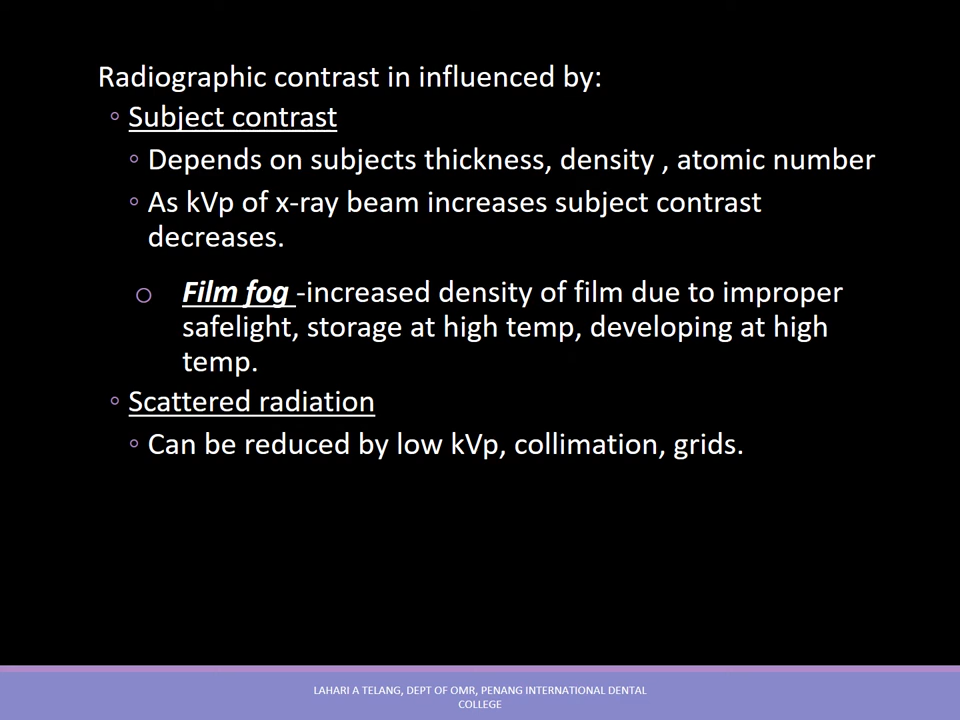 Radiographic contrast in influenced by:
◦ Subject contrast
◦ Depends on subjects thickness, density , atomic number
◦ As kVp of x-ray beam increases subject contrast
decreases.
o Film fog -increased density of film due to improper
safelight, storage at high temp, developing at high
temp.
◦ Scattered radiation
◦ Can be reduced by low kVp, collimation, grids.
LAHARI A TELANG, DEPT OF OMR, PENANG INTERNATIONAL DENTAL
COLLEGE